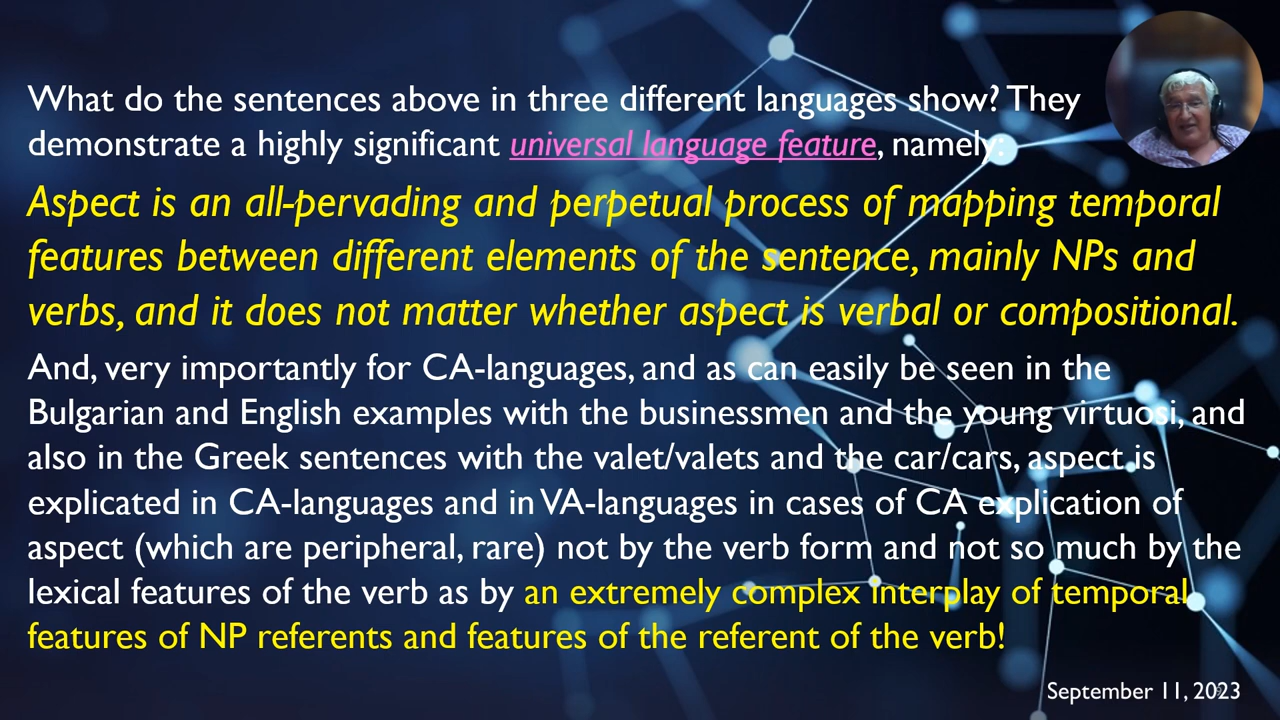 What do the sentences above in three different languages show? They
demonstrate a highly significant universal language feature, namely:
Aspect is an all-pervading and perpetual process of mapping temporal
features between different elements of the sentence, mainly NPs and
verbs, and it does not matter whether aspect is verbal or compositional.
And, very importantly for CA-languages, and as can easily be seen in the
Bulgarian and English examples with the businessmen and the young virtuosi, and
also in the Greek sentences with the valet/valets and the car/cars, aspect is
explicated in CA-languages and in VA-languages in cases of CA explication of
aspect (which are peripheral, rare) not by the verb form and not so much by the
lexical features of the verb as by an extremely complex interplay of temporal
features of NP referents and features of the referent of the verb!
September 11, 2023